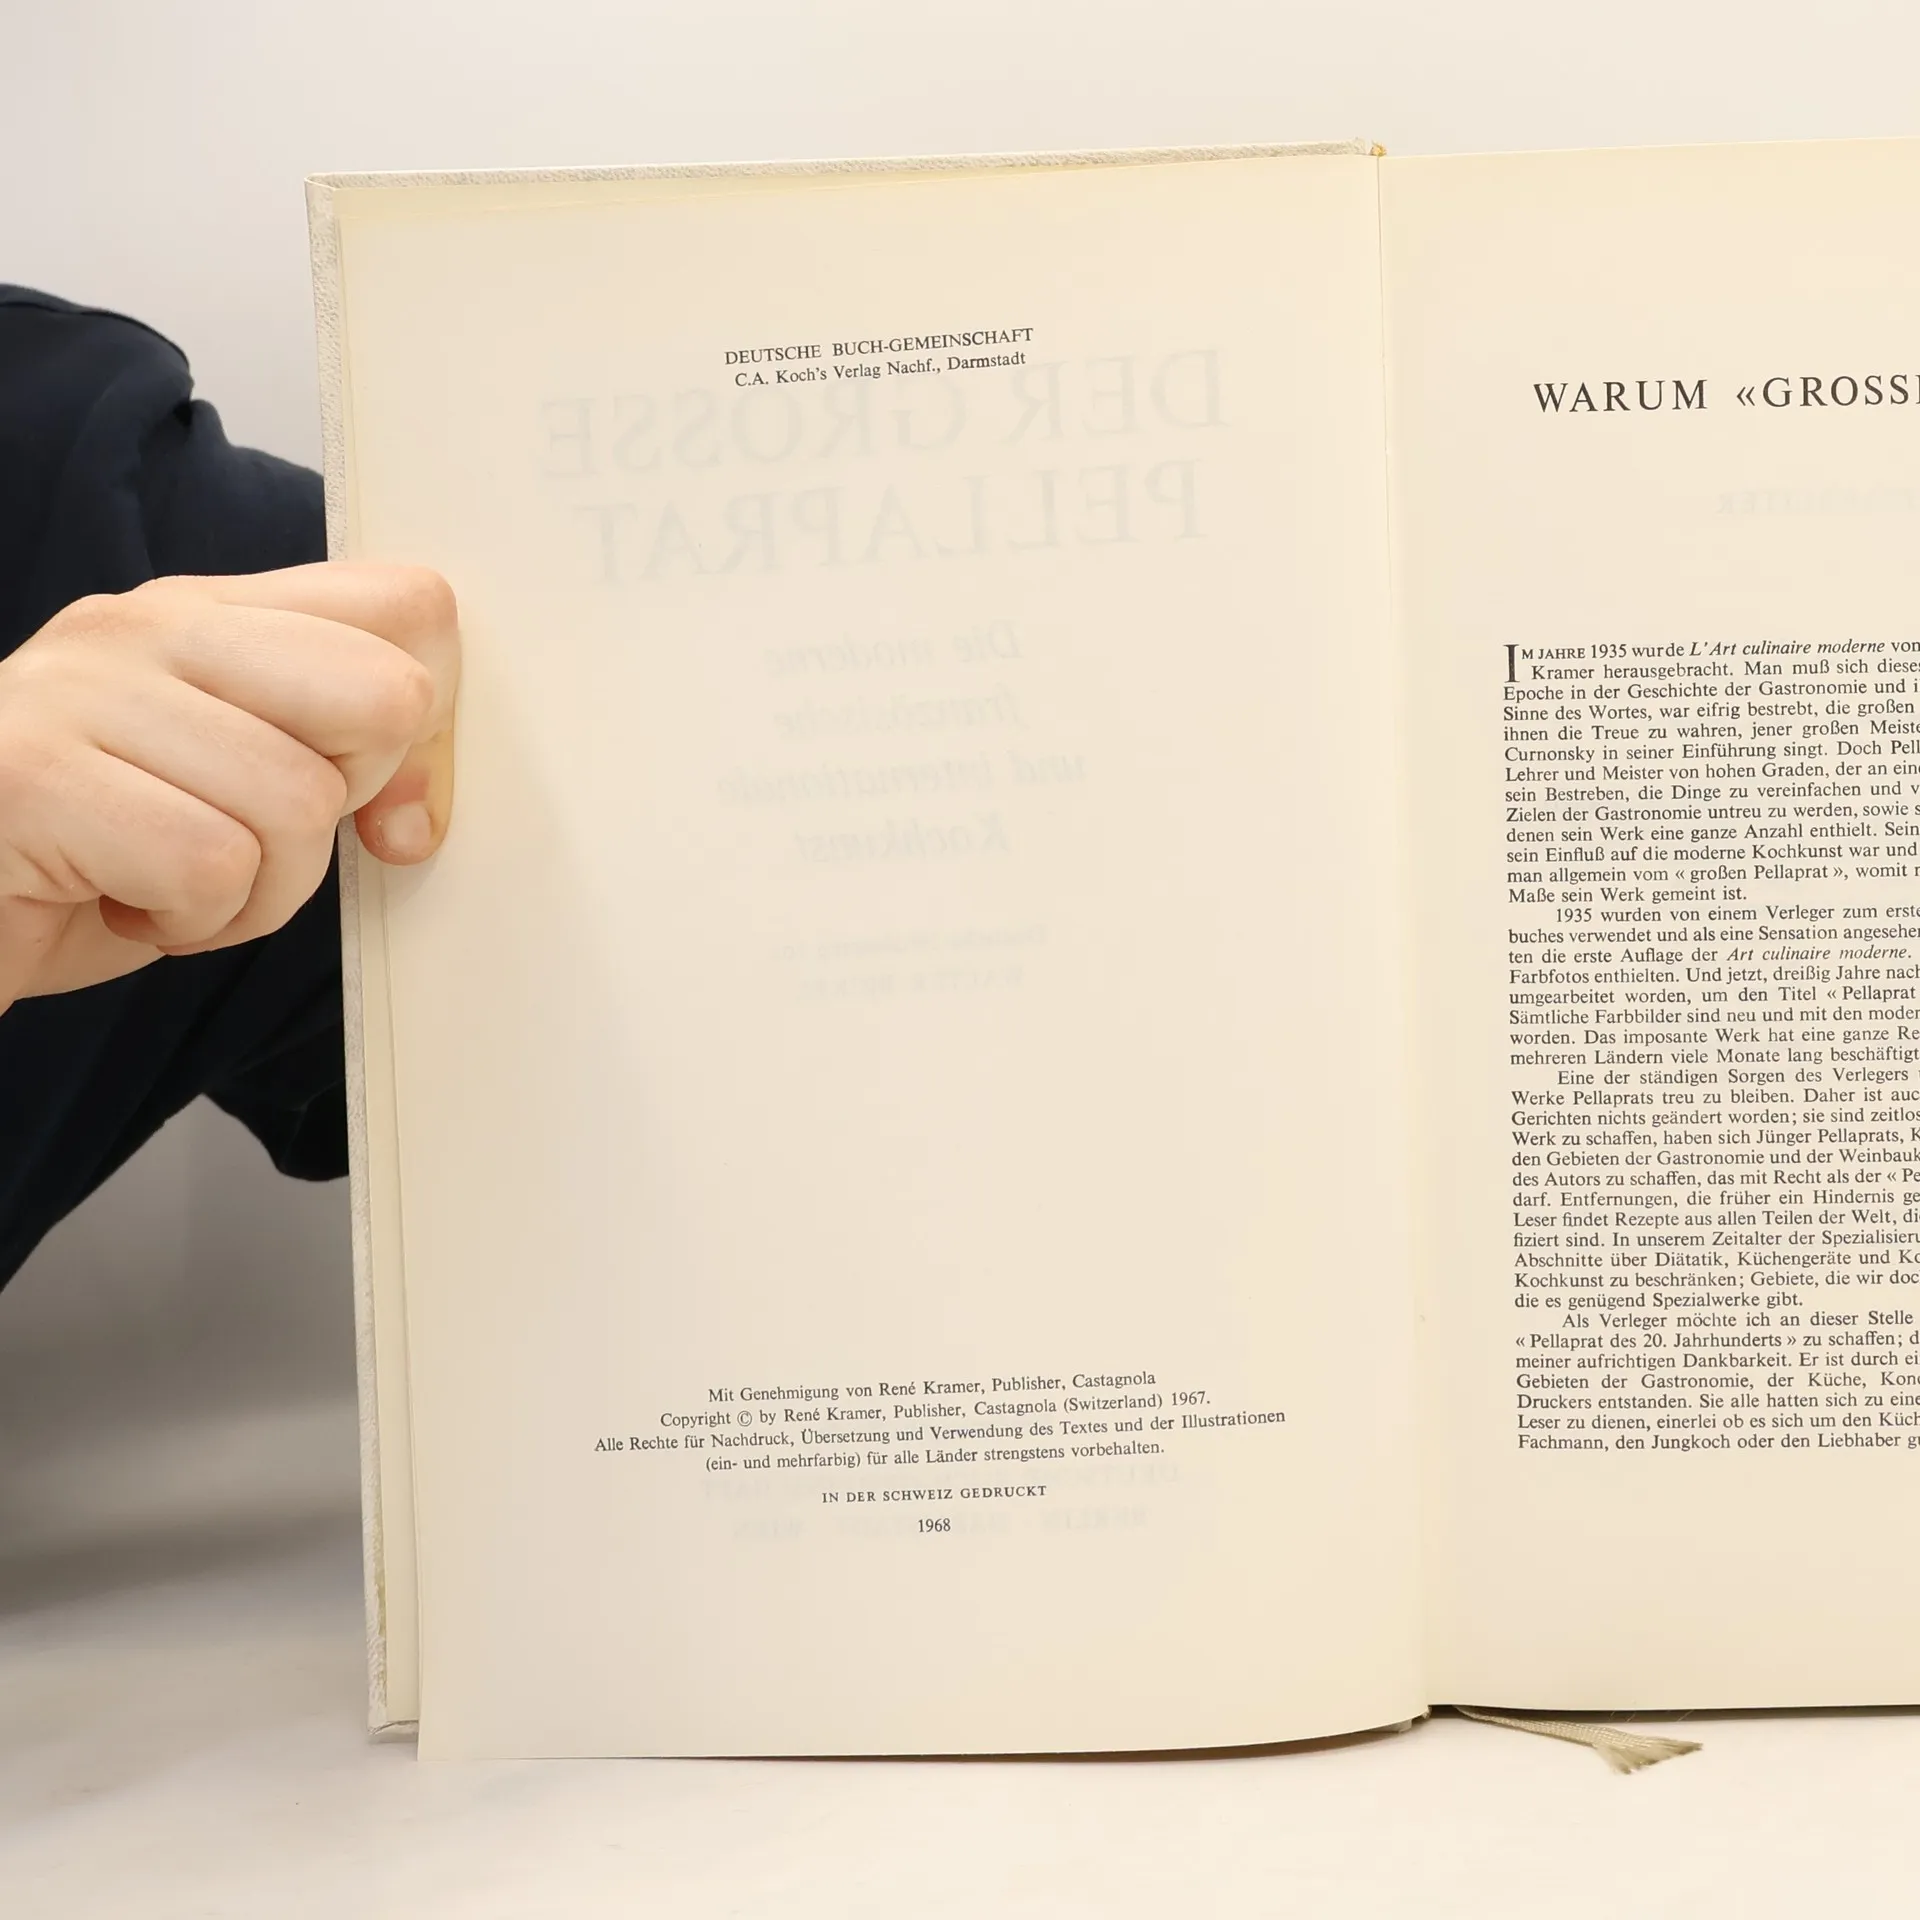 DEUTSCHE BUCH-GEMEINSCHAFT
C.A. Koch's Verlag Nachf., Darmstadt
DER GROSSE
PELLAPRAT
Die moderne
französische
und internationale
Kochkunst
Mit Genehmigung von René Kramer, Publisher, Castagnola
Copyright © by René Kramer, Publisher, Castagnola (Switzerland) 1967.
Alle Rechte für Nachdruck, Übersetzung und Verwendung des Textes und der Illustrationen
(ein- und mehrfarbig) für alle Länder strengstens vorbehalten.
IN DER SCHWEIZ GEDRUCKT
1968
WARUM «GROSSE
IM JAHRE 1935 wurde L'Art culinaire moderne von
Kramer herausgebracht. Man muß sich dieses
Epoche in der Geschichte der Gastronomie und i
Sinne des Wortes, war eifrig bestrebt, die großen
ihnen die Treue zu wahren, jener großen Meiste
Curnonsky in seiner Einführung singt. Doch Pell
Lehrer und Meister von hohen Graden, der an eine
sein Bestreben, die Dinge zu vereinfachen und v
Zielen der Gastronomie untreu zu werden, sowie s
denen sein Werk eine ganze Anzahl enthielt. Sein
sein Einfluß auf die moderne Kochkunst war und
man allgemein vom « großen Pellaprat », womit
Maße sein Werk gemeint ist.
1935 wurden von einem Verleger zum erste
buches verwendet und als eine Sensation angesehen
ten die erste Auflage der Art culinaire moderne.
Farbfotos enthielten. Und jetzt, dreißig Jahre nach
umgearbeitet worden, um den Titel « Pellaprat
Sämtliche Farbbilder sind neu und mit den moder
worden. Das imposante Werk hat eine ganze Re
mehreren Ländern viele Monate lang beschäftigt
Eine der ständigen Sorgen des Verlegers
Werke Pellaprats treu zu bleiben. Daher ist auc
Gerichten nichts geändert worden; sie sind zeitlos
Werk zu schaffen, haben sich Jünger Pellaprats, K
den Gebieten der Gastronomie und der Weinbauk
des Autors zu schaffen, das mit Recht als der « Pe
darf. Entfernungen, die früher ein Hindernis ge
Leser findet Rezepte aus allen Teilen der Welt, die
fiziert sind. In unserem Zeitalter der Spezialisieru
Abschnitte über Diätatik, Küchengeräte und Ko
Kochkunst zu beschränken; Gebiete, die wir doc
die es genügend Spezialwerke gibt.
Als Verleger möchte ich an dieser Stelle
« Pellaprat des 20. Jahrhunderts » zu schaffen; d
meiner aufrichtigen Dankbarkeit. Er ist durch ei
Gebieten der Gastronomie, der Küche, Kond
Druckers entstanden. Sie alle hatten sich zu eine
Leser zu dienen, einerlei ob es sich um den Küch
Fachmann, den Jungkoch oder den Liebhaber gu